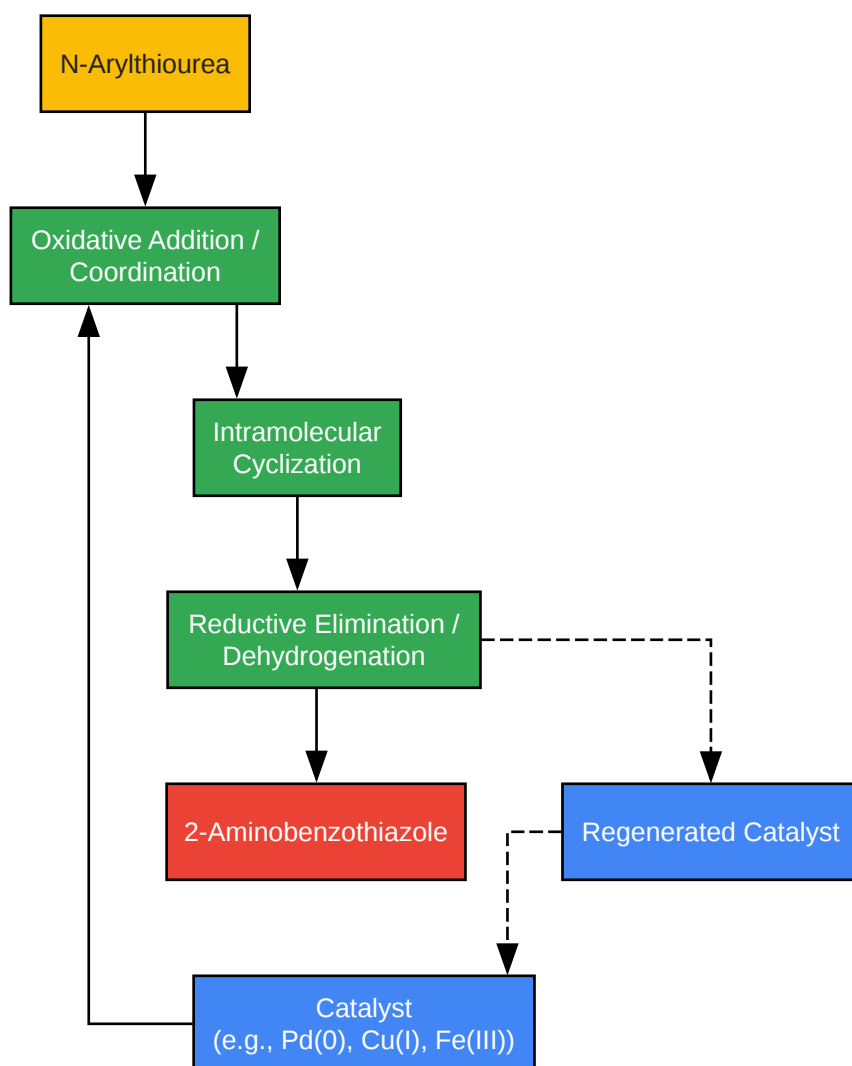 N-Arylthiourea
Oxidative Addition /
Coordination
Intramolecular
Cyclization
Reductive Elimination /
Dehydrogenation
2-Aminobenzothiazole
Regenerated Catalyst
Catalyst
(e.g., Pd(0), Cu(I), Fe(III))